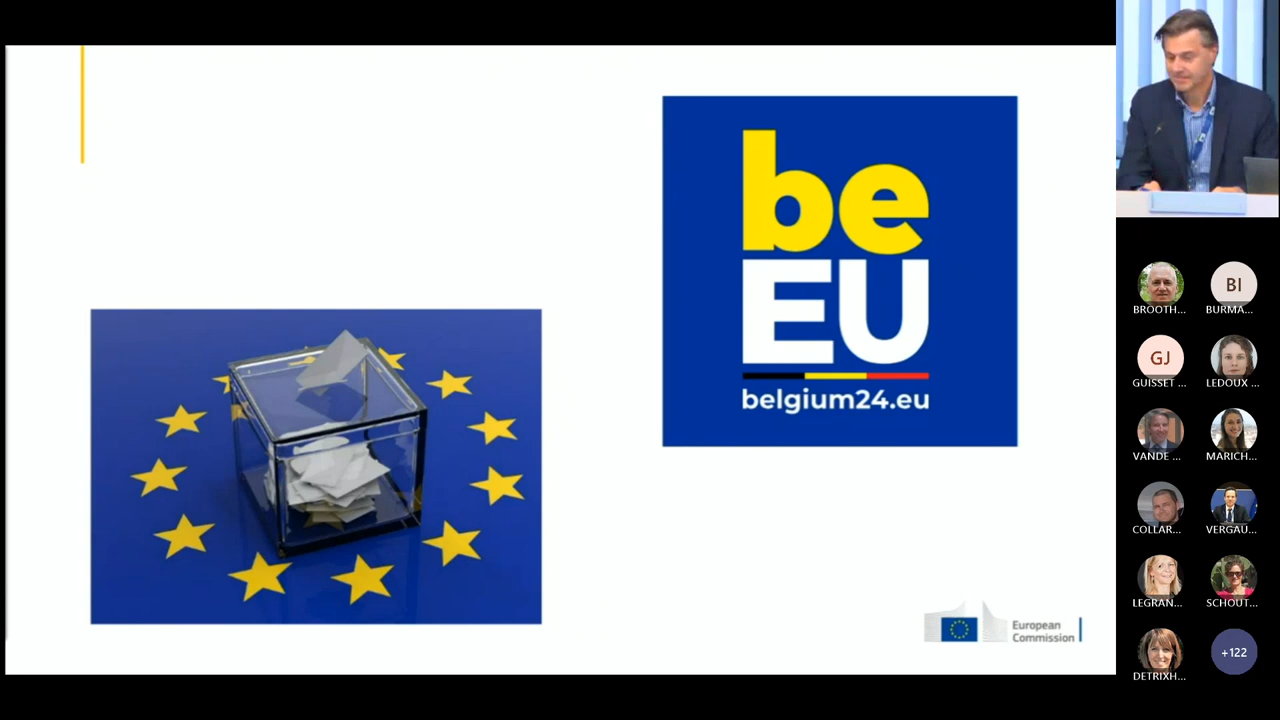 be
EU
belgium24.eu
European
Commission
BROOTH...
BI
BURMA...
GJ
GUISSET ...
LEDOUX ...
VANDE ...
MARICH...
COLLAR...
VERGAU...
LEGRAN...
SCHOUT...
DETRIXH...
+122